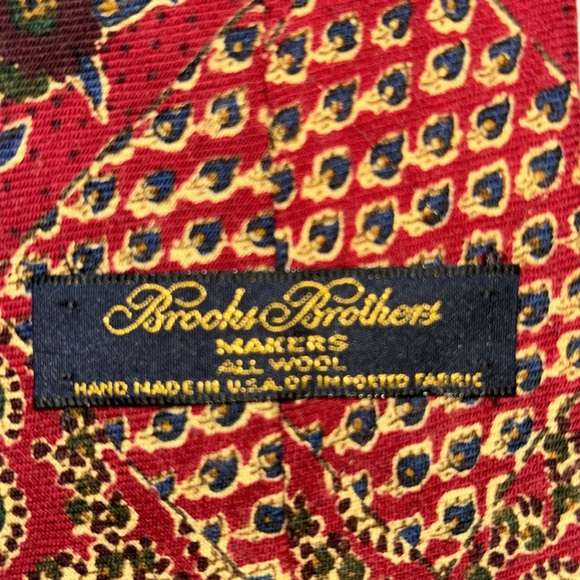 Brooks Brothers
MAKERS
ALL WOOL
HAND MADE IN U.S.A. OF IMPORTED FABRIC